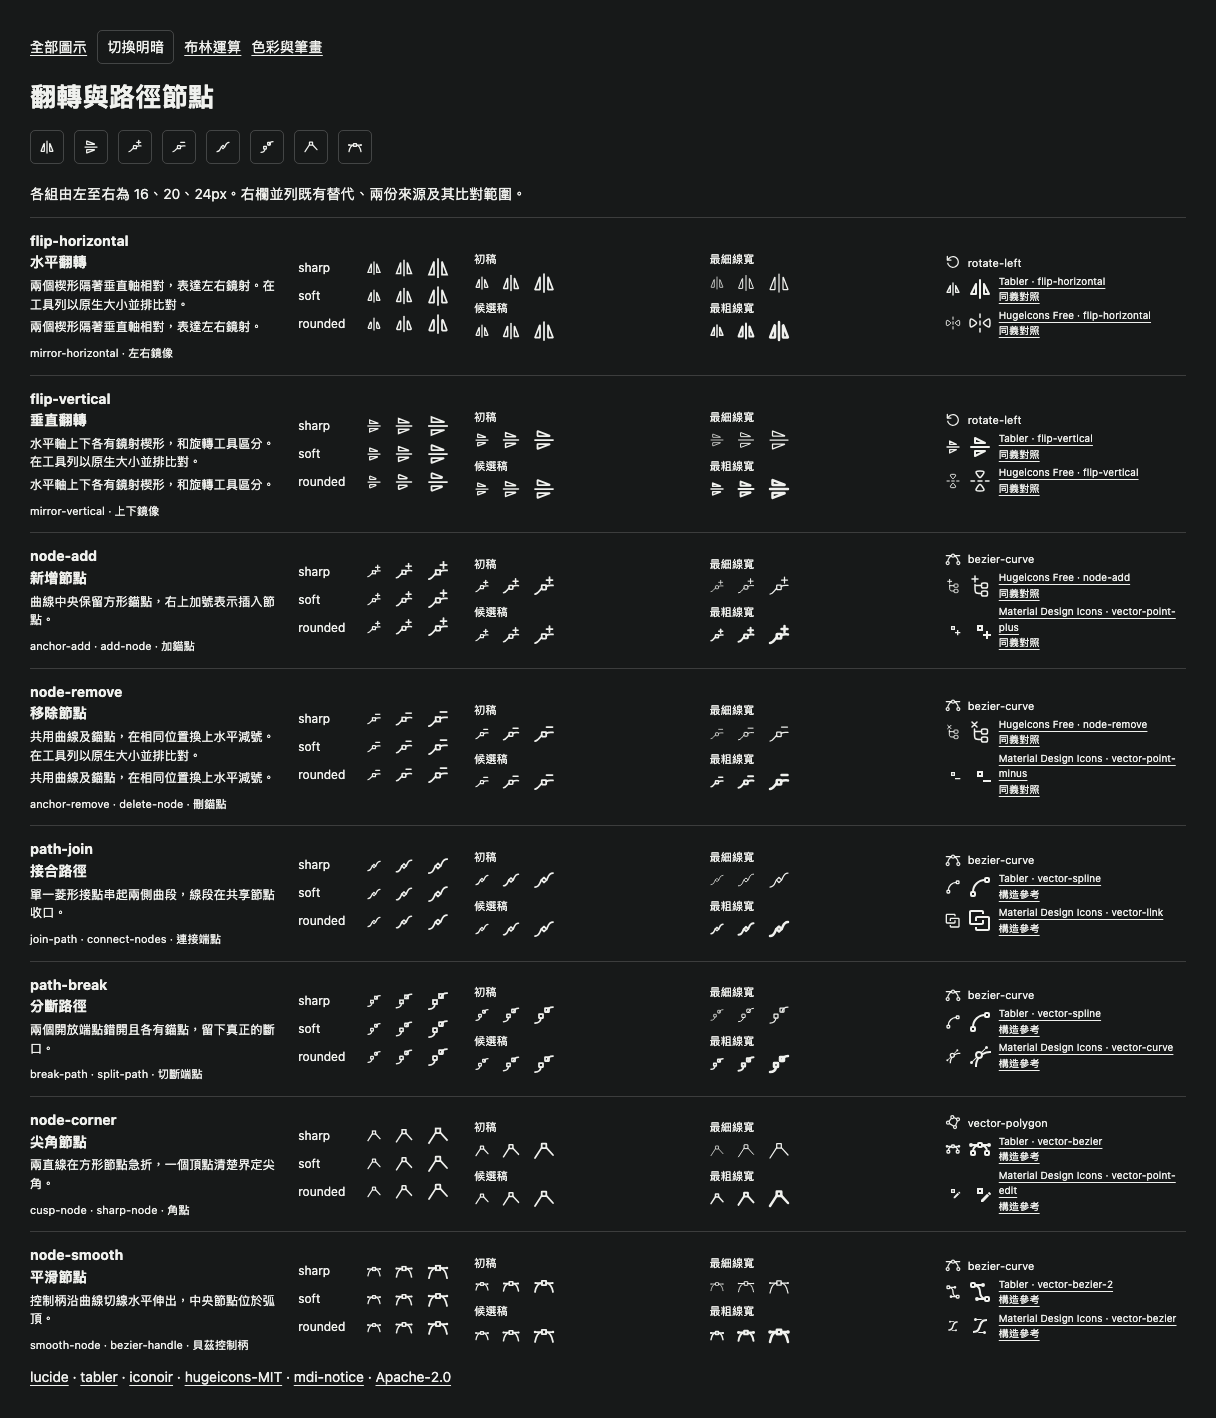 全部圖示 切換明暗 布林運算 色彩與筆畫
翻轉與路徑節點
各組由左至右為 16、20、24px。右欄並列既有替代、兩份來源及其比對範圍。
flip-horizontal
水平翻轉
兩個楔形隔著垂直軸相對，表達左右鏡射。在
工具列以原生大小並排比對。
兩個楔形隔著垂直軸相對，表達左右鏡射。
mirror-horizontal · 左右鏡像
sharp
soft
rounded
初稿
候選稿
最細線寬
最粗線寬
rotate-left
Tabler · flip-horizontal
同義對照
Hugeicons Free · flip-horizontal
同義對照
flip-vertical
垂直翻轉
水平軸上下各有鏡射楔形，和旋轉工具區分。
在工具列以原生大小並排比對。
水平軸上下各有鏡射楔形，和旋轉工具區分。
mirror-vertical · 上下鏡像
sharp
soft
rounded
初稿
候選稿
最細線寬
最粗線寬
rotate-left
Tabler · flip-vertical
同義對照
Hugeicons Free · flip-vertical
同義對照
node-add
新增節點
曲線中央保留方形錨點，右上加號表示插入節
點。
anchor-add · add-node · 加錨點
sharp
soft
rounded
初稿
候選稿
最細線寬
最粗線寬
bezier-curve
Hugeicons Free · node-add
同義對照
Material Design Icons · vector-point-
plus
同義對照
node-remove
移除節點
共用曲線及錨點，在相同位置換上水平減號。
在工具列以原生大小並排比對。
共用曲線及錨點，在相同位置換上水平減號。
anchor-remove · delete-node · 刪錨點
sharp
soft
rounded
初稿
候選稿
最細線寬
最粗線寬
bezier-curve
Hugeicons Free · node-remove
同義對照
Material Design Icons · vector-point-
minus
同義對照
path-join
接合路徑
單一菱形接點串起兩側曲段，線段在共享節點
收口。
join-path · connect-nodes · 連接端點
sharp
soft
rounded
初稿
候選稿
最細線寬
最粗線寬
bezier-curve
Tabler · vector-spline
構造參考
Material Design Icons · vector-link
構造參考
path-break
分斷路徑
兩個開放端點錯開且各有錨點，留下真正的斷
口。
break-path · split-path · 切斷端點
sharp
soft
rounded
初稿
候選稿
最細線寬
最粗線寬
bezier-curve
Tabler · vector-spline
構造參考
Material Design Icons · vector-curve
構造參考
node-corner
尖角節點
兩直線在方形節點急折，一個頂點清楚界定尖
角。
cusp-node · sharp-node · 角點
sharp
soft
rounded
初稿
候選稿
最細線寬
最粗線寬
vector-polygon
Tabler · vector-bezier
構造參考
Material Design Icons · vector-point-
edit
構造參考
node-smooth
平滑節點
控制柄沿曲線切線水平伸出，中央節點位於弧
頂。
smooth-node · bezier-handle · 貝茲控制柄
sharp
soft
rounded
初稿
候選稿
最細線寬
最粗線寬
bezier-curve
Tabler · vector-bezier-2
構造參考
Material Design Icons · vector-bezier
構造參考
lucide · tabler · iconoir · hugeicons-MIT · mdi-notice · Apache-2.0